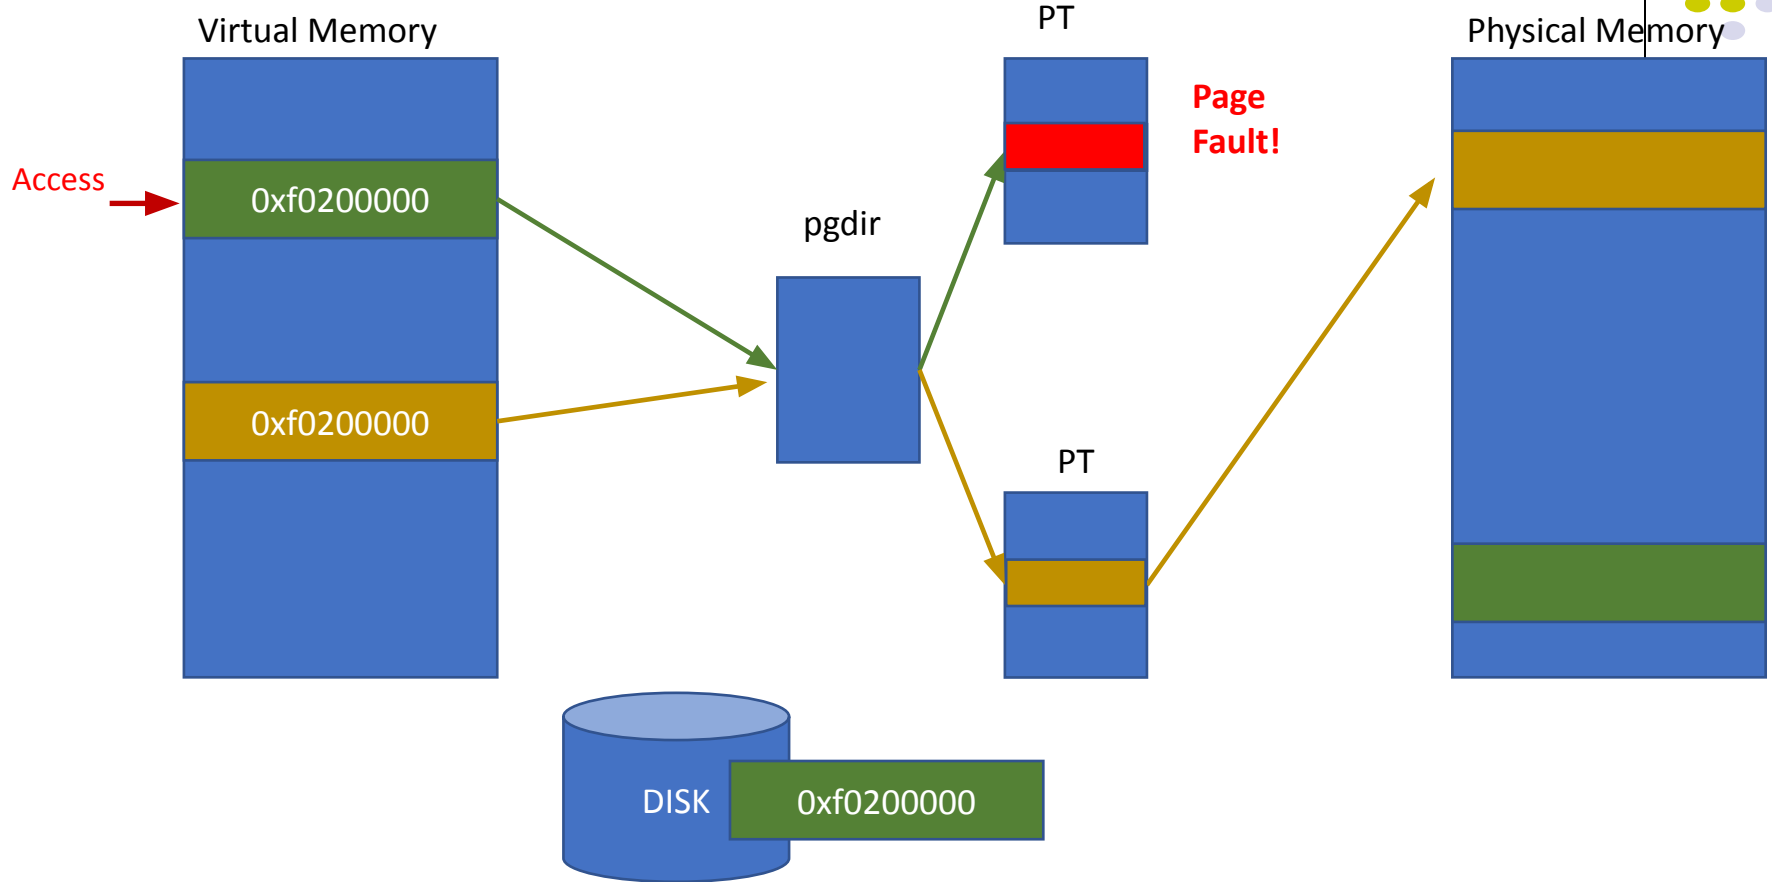 Virtual Memory
PT
Physical Memory
Page
Fault!
Access
0xf0200000
pgdir
0xf0200000
PT
DISK
0xf0200000